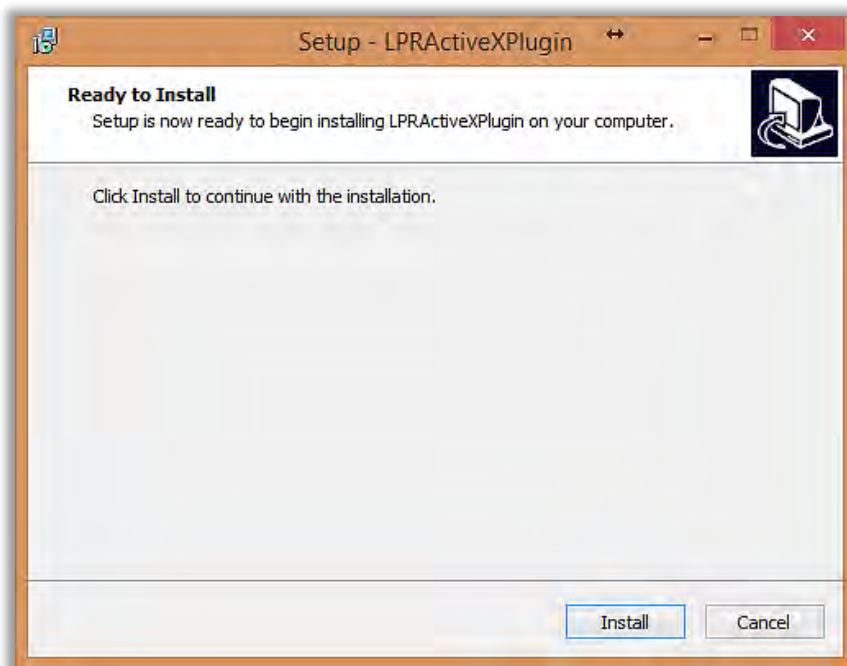 Setup - LPRActiveXPlugin
Ready to Install
Setup is now ready to begin installing LPRActiveXPlugin on your computer.
Click Install to continue with the installation.
Install
Cancel